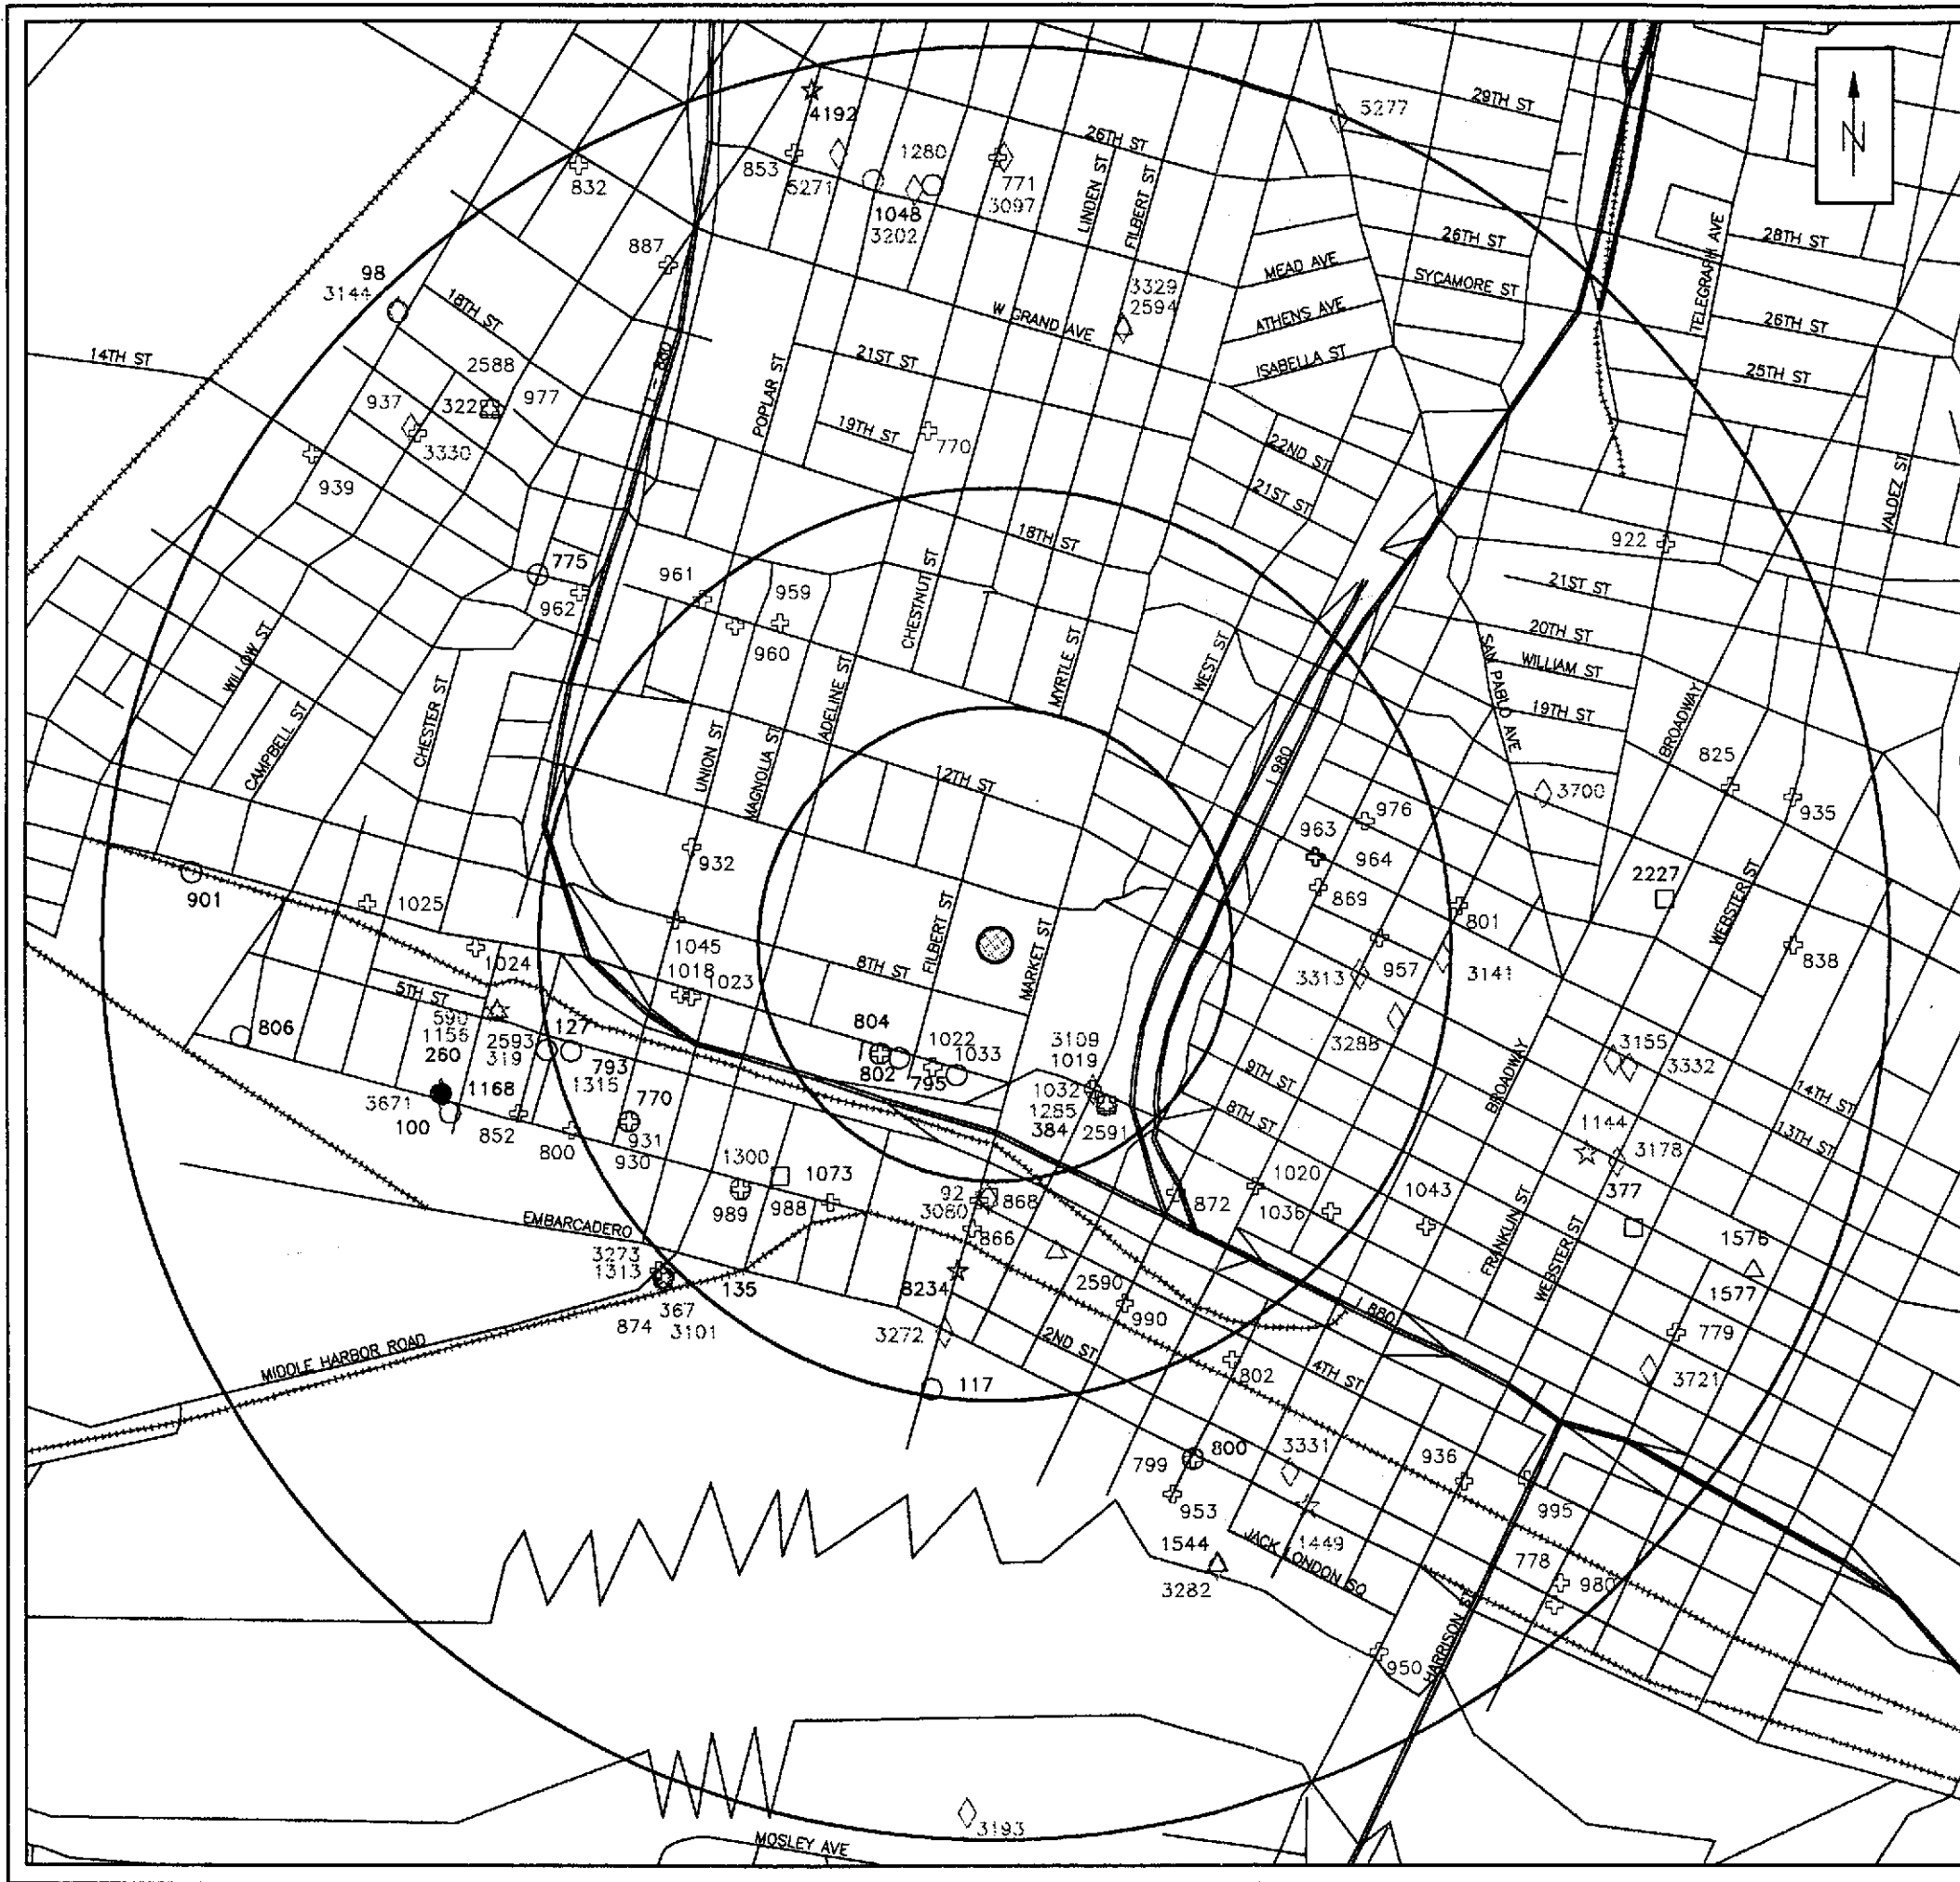 4192
5277
29TH ST
N
26TH ST
853
5271
1280
771
3097
832
1048
3202
LINDEN ST
FILBERT ST
TELEGRAPH AVE
28TH ST
26TH ST
887
98
3144
MEAD AVE
SYCAMORE ST
3329
2594
18TH ST
W GRAND AVE
ATHENS AVE
26TH ST
14TH ST
21ST ST
ISABELLA ST
25TH ST
2588
937
322
977
POPLAR ST
19TH ST
770
3330
22ND ST
939
21ST ST
VALDEZ ST
18TH ST
922
775
961
959
CHESTNUT ST
21ST ST
962
960
20TH ST
WILLOW ST
MYRTLE ST
WEST ST
SAN PABLO AVE
WILLIAM ST
CAMPBELL ST
CHESTER ST
ADELINE ST
19TH ST
BROADWAY
UNION ST
MAGNOLIA ST
12TH ST
I 980
825
3700
935
976
963
932
964
2227
869
901
1025
801
WEBSTER ST
1045
FILBERT ST
MARKET ST
1024
8TH ST
957
3313
3141
838
1018
1023
5TH ST
590
1156
260
2593
319
127
806
804
1022
3109
1019
3288
3155
3332
793
1315
802
795
1033
9TH ST
BROADWAY
14TH ST
1168
3671
100
852
800
770
931
930
1032
1285
384
2591
8TH ST
13TH ST
1144
3178
1300
1073
1020
1043
377
989
988
92
3080
868
872
1036
FRANKLIN ST
WEBSTER ST
EMBARCADERO
866
1576
3273
1313
135
8234
2590
1577
367
874
3101
990
I 880
779
3272
2ND ST
MIDDLE HARBOR ROAD
802
4TH ST
3721
117
800
3331
936
799
953
995
1544
1449
JACK LONDON SQ
778
980
3282
HARRISON ST
950
3193
MOSLEY AVE